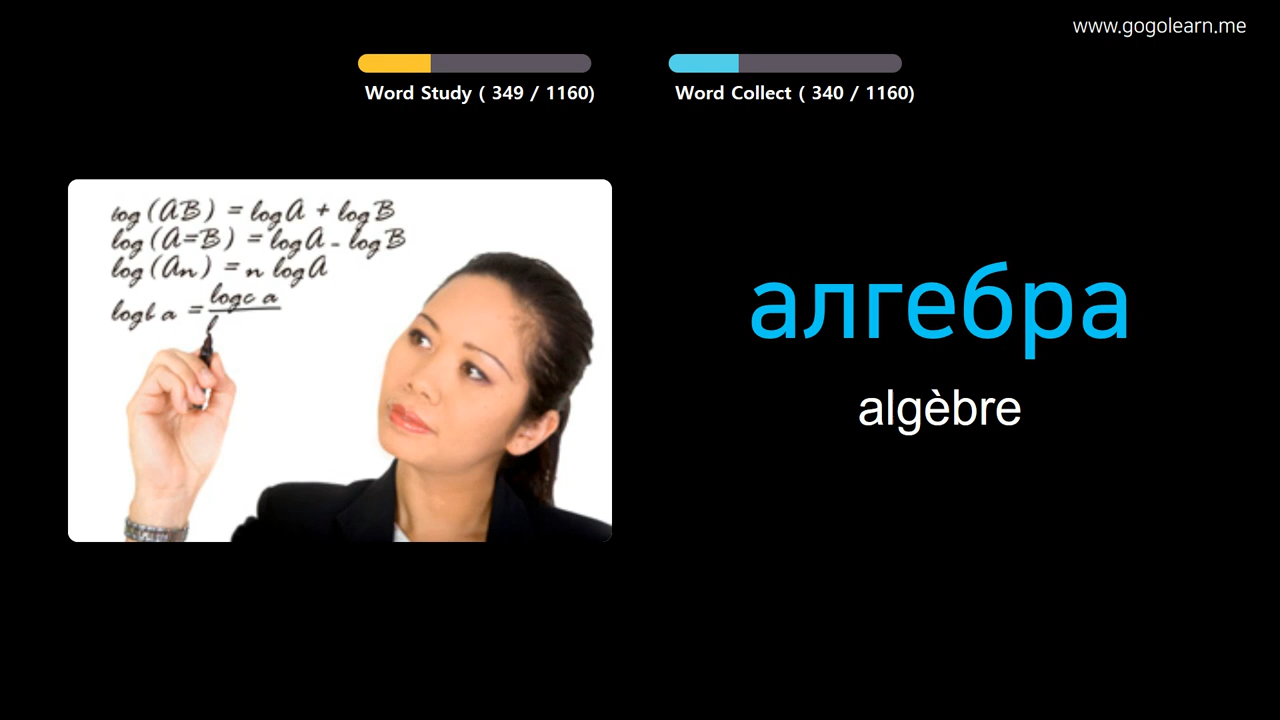 www.gogolearn.me
Word Study ( 349 / 1160)
Word Collect ( 340 / 1160)
log (AB) = log A + log B
log (A=B) = log A - log B
log (An) = n log A
logb a = logc a
алгебра
algèbre